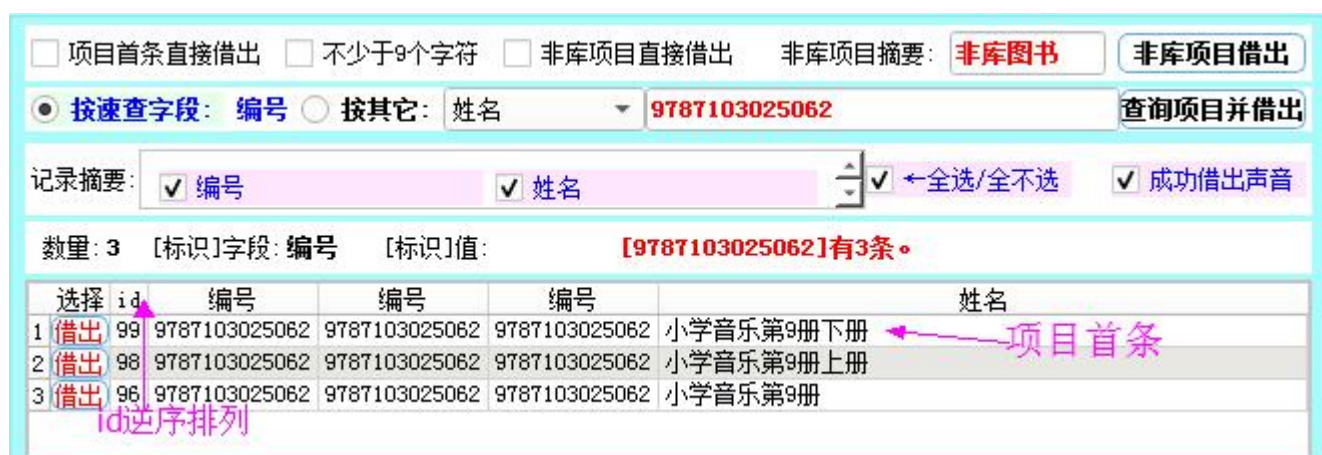 项目首条直接借出 不少于9个字符 非库项目直接借出 非库项目摘要: 非库图书 非库项目借出
按速查字段: 编号 按其它: 姓名 9787103025062 查询项目并借出
记录摘要: 编号 姓名 ←全选/全不选 成功借出声音
数量: 3 [标识]字段: 编号 [标识]值: [9787103025062]有3条。
选择 id 编号 编号 编号 姓名
1 借出 99 9787103025062 9787103025062 9787103025062 小学音乐第9册下册 项目首条
2 借出 98 9787103025062 9787103025062 9787103025062 小学音乐第9册上册
3 借出 96 9787103025062 9787103025062 9787103025062 小学音乐第9册
id逆序排列